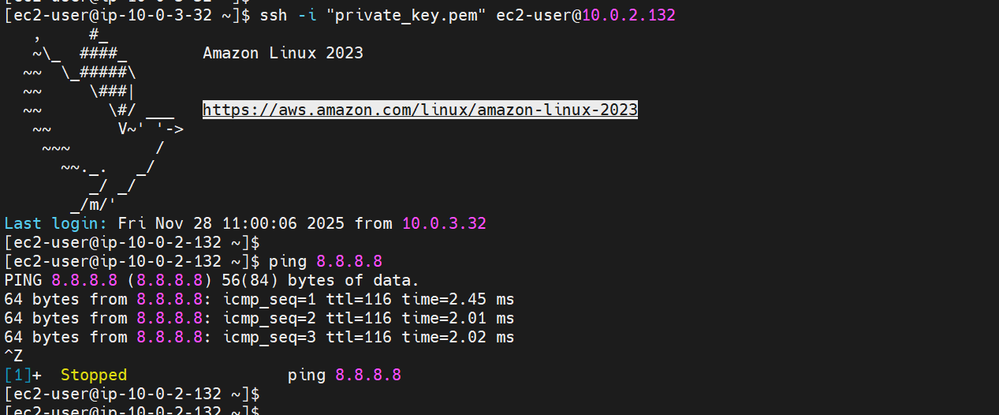 [ec2-user@ip-10-0-3-32 ~]$
[ec2-user@ip-10-0-3-32 ~]$ ssh -i "private_key.pem" ec2-user@10.0.2.132
   ,     #_
   ~\_  ####_        Amazon Linux 2023
  ~~  \_#####\
  ~~     \###|
  ~~       \#/ ___   https://aws.amazon.com/linux/amazon-linux-2023
   ~~       V~' '->
    ~~~         /
      ~~._.   _/
         _/ _/
       _/m/'
Last login: Fri Nov 28 11:00:06 2025 from 10.0.3.32
[ec2-user@ip-10-0-2-132 ~]$
[ec2-user@ip-10-0-2-132 ~]$ ping 8.8.8.8
PING 8.8.8.8 (8.8.8.8) 56(84) bytes of data.
64 bytes from 8.8.8.8: icmp_seq=1 ttl=116 time=2.45 ms
64 bytes from 8.8.8.8: icmp_seq=2 ttl=116 time=2.01 ms
64 bytes from 8.8.8.8: icmp_seq=3 ttl=116 time=2.02 ms
^Z
[1]+  Stopped                 ping 8.8.8.8
[ec2-user@ip-10-0-2-132 ~]$
[ec2-user@ip-10-0-2-132 ~]$